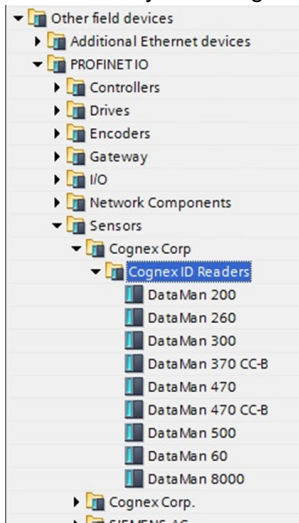 Other field devices
Additional Ethernet devices
PROFINET IO
Controllers
Drives
Encoders
Gateway
I/O
Network Components
Sensors
Cognex Corp
Cognex ID Readers
DataMan 200
DataMan 260
DataMan 300
DataMan 370 CC-B
DataMan 470
DataMan 470 CC-B
DataMan 500
DataMan 60
DataMan 8000
Cognex Corp.
SIEMENS AG